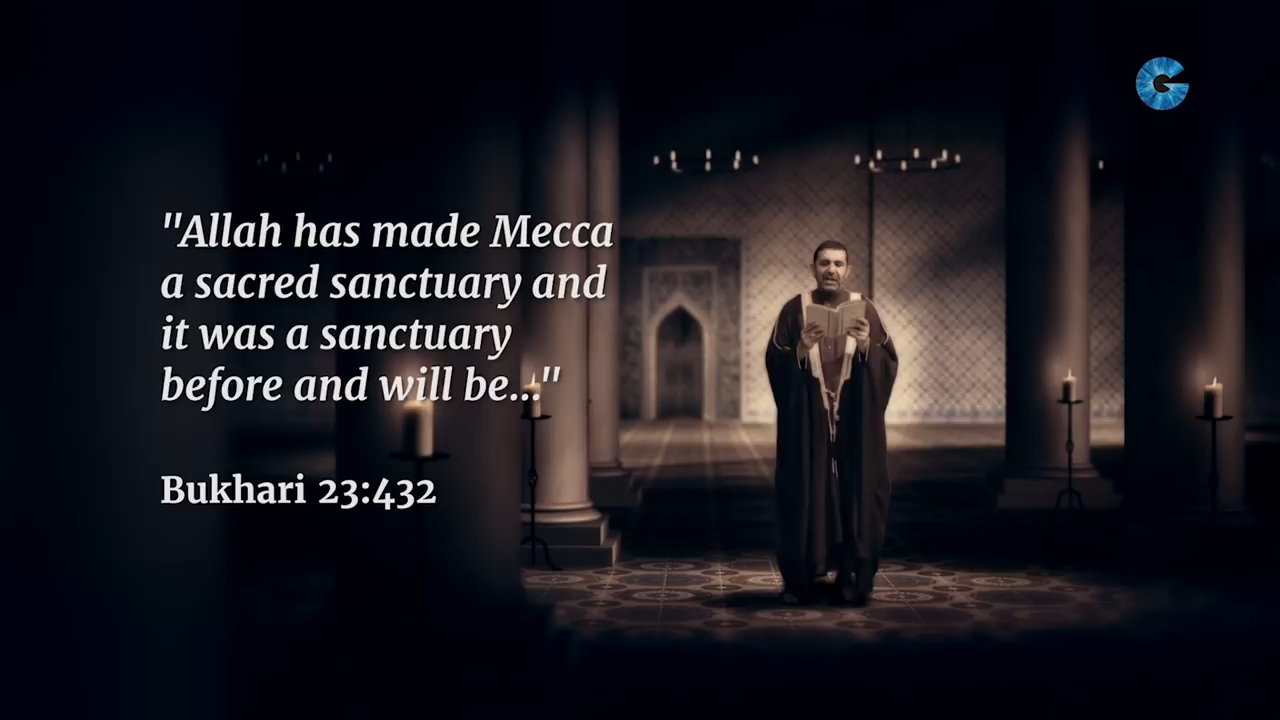 "Allah has made Mecca
a sacred sanctuary and
it was a sanctuary
before and will be..."
Bukhari 23:432